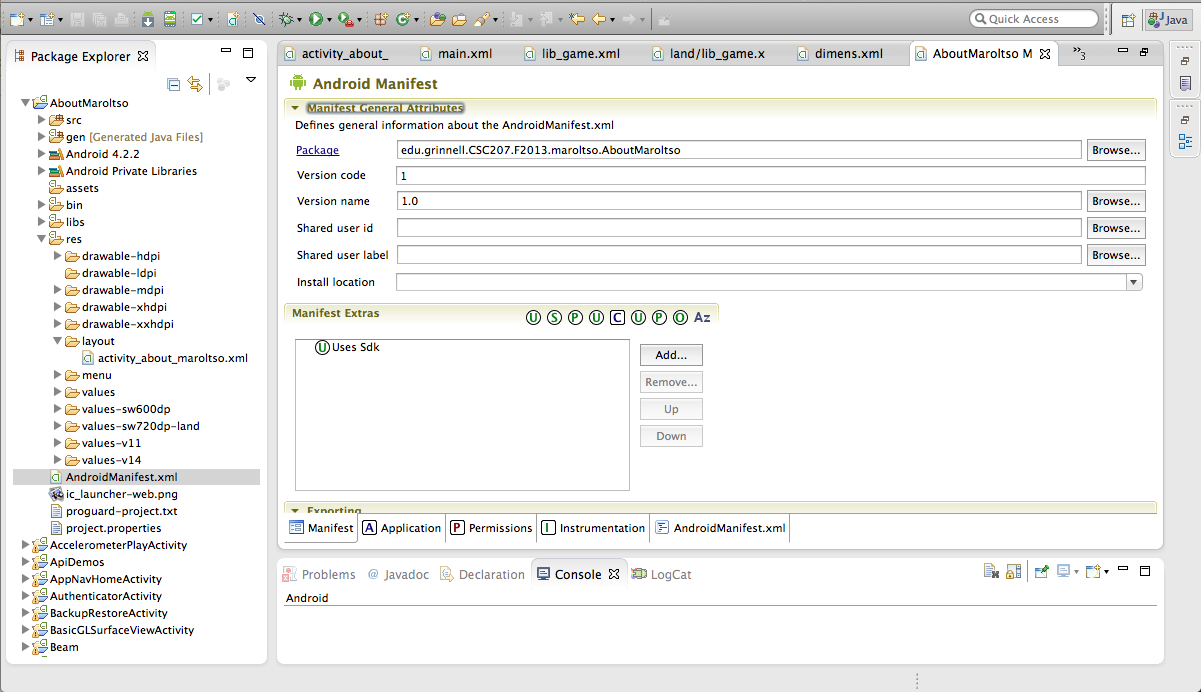 Quick Access
Java
Package Explorer
AboutMaroltso
src
gen [Generated Java Files]
Android 4.2.2
Android Private Libraries
assets
bin
libs
res
drawable-hdpi
drawable-ldpi
drawable-mdpi
drawable-xhdpi
drawable-xxhdpi
layout
activity_about_maroltso.xml
menu
values
values-sw600dp
values-sw720dp-land
values-v11
values-v14
AndroidManifest.xml
ic_launcher-web.png
proguard-project.txt
project.properties
AccelerometerPlayActivity
ApiDemos
AppNavHomeActivity
AuthenticatorActivity
BackupRestoreActivity
BasicGLSurfaceViewActivity
Beam
activity_about_ main.xml lib_game.xml land/lib_game.x dimens.xml AboutMaroltso M »3
Android Manifest
Manifest General Attributes
Defines general information about the AndroidManifest.xml
Package edu.grinnell.CSC207.F2013.maroltso.AboutMaroltso Browse...
Version code 1
Version name 1.0 Browse...
Shared user id Browse...
Shared user label Browse...
Install location
Manifest Extras U S P U C U P O Az
U Uses Sdk
Add...
Remove...
Up
Down
Exporting
Manifest A Application P Permissions I Instrumentation AndroidManifest.xml
Problems @ Javadoc Declaration Console LogCat
Android